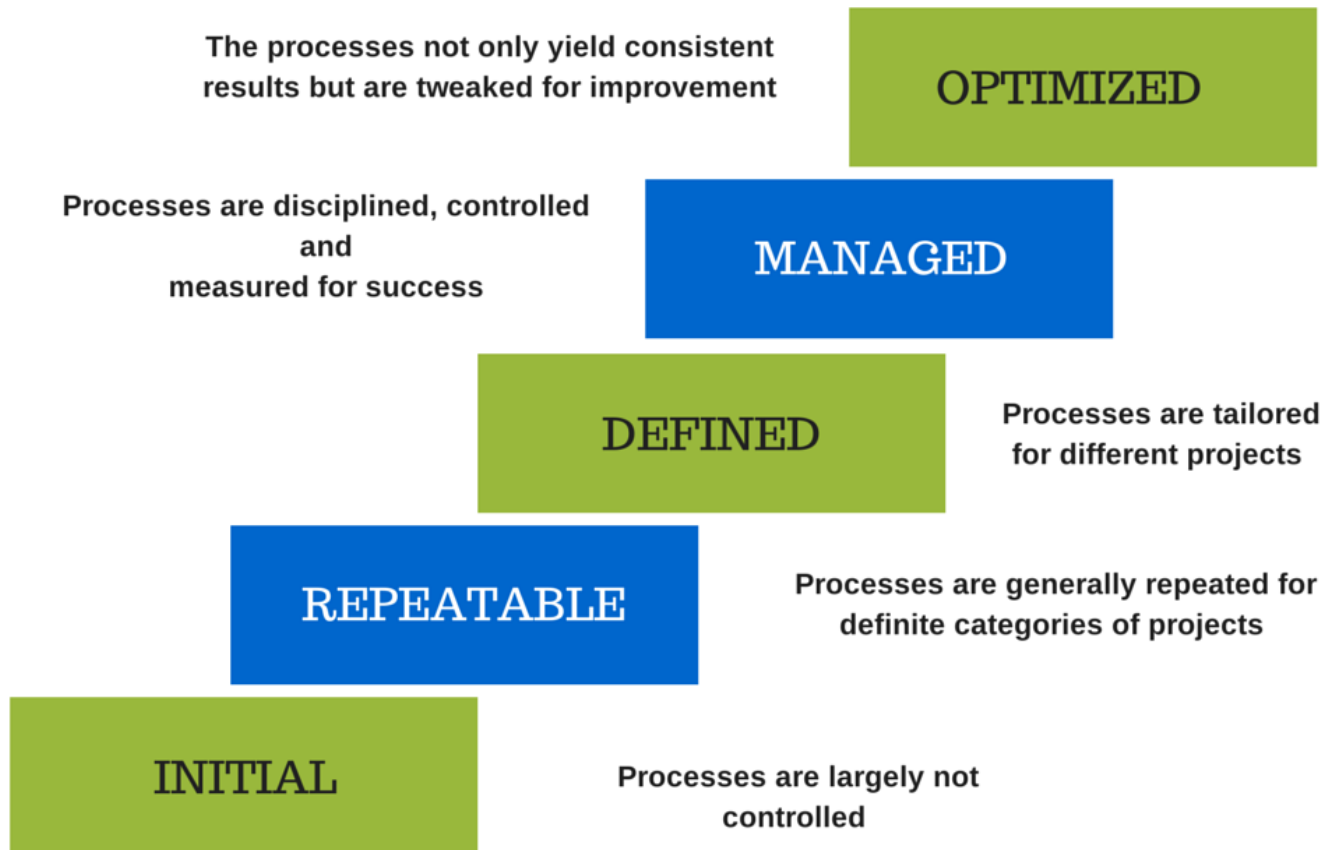 The processes not only yield consistent
results but are tweaked for improvement
OPTIMIZED
Processes are disciplined, controlled
and
measured for success
MANAGED
DEFINED
Processes are tailored
for different projects
REPEATABLE
Processes are generally repeated for
definite categories of projects
INITIAL
Processes are largely not
controlled